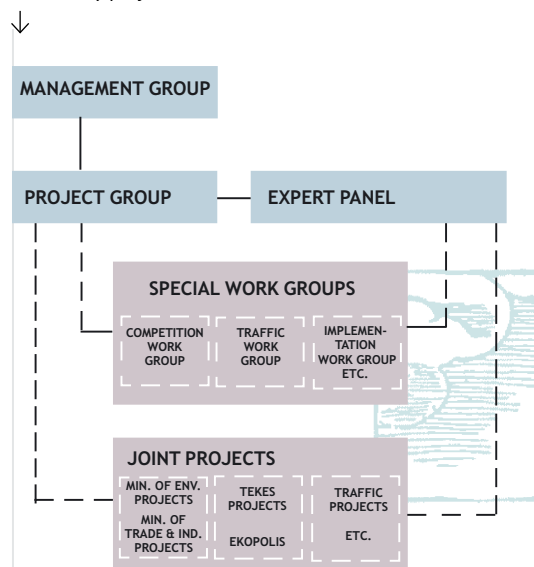 MANAGEMENT GROUP
PROJECT GROUP
EXPERT PANEL
SPECIAL WORK GROUPS
COMPETITION
WORK
GROUP
TRAFFIC
WORK
GROUP
IMPLEMEN-
TATION
WORK GROUP
ETC.
JOINT PROJECTS
MIN. OF ENV.
PROJECTS
MIN. OF
TRADE & IND.
PROJECTS
TEKES
PROJECTS
EKOPOLIS
TRAFFIC
PROJECTS
ETC.